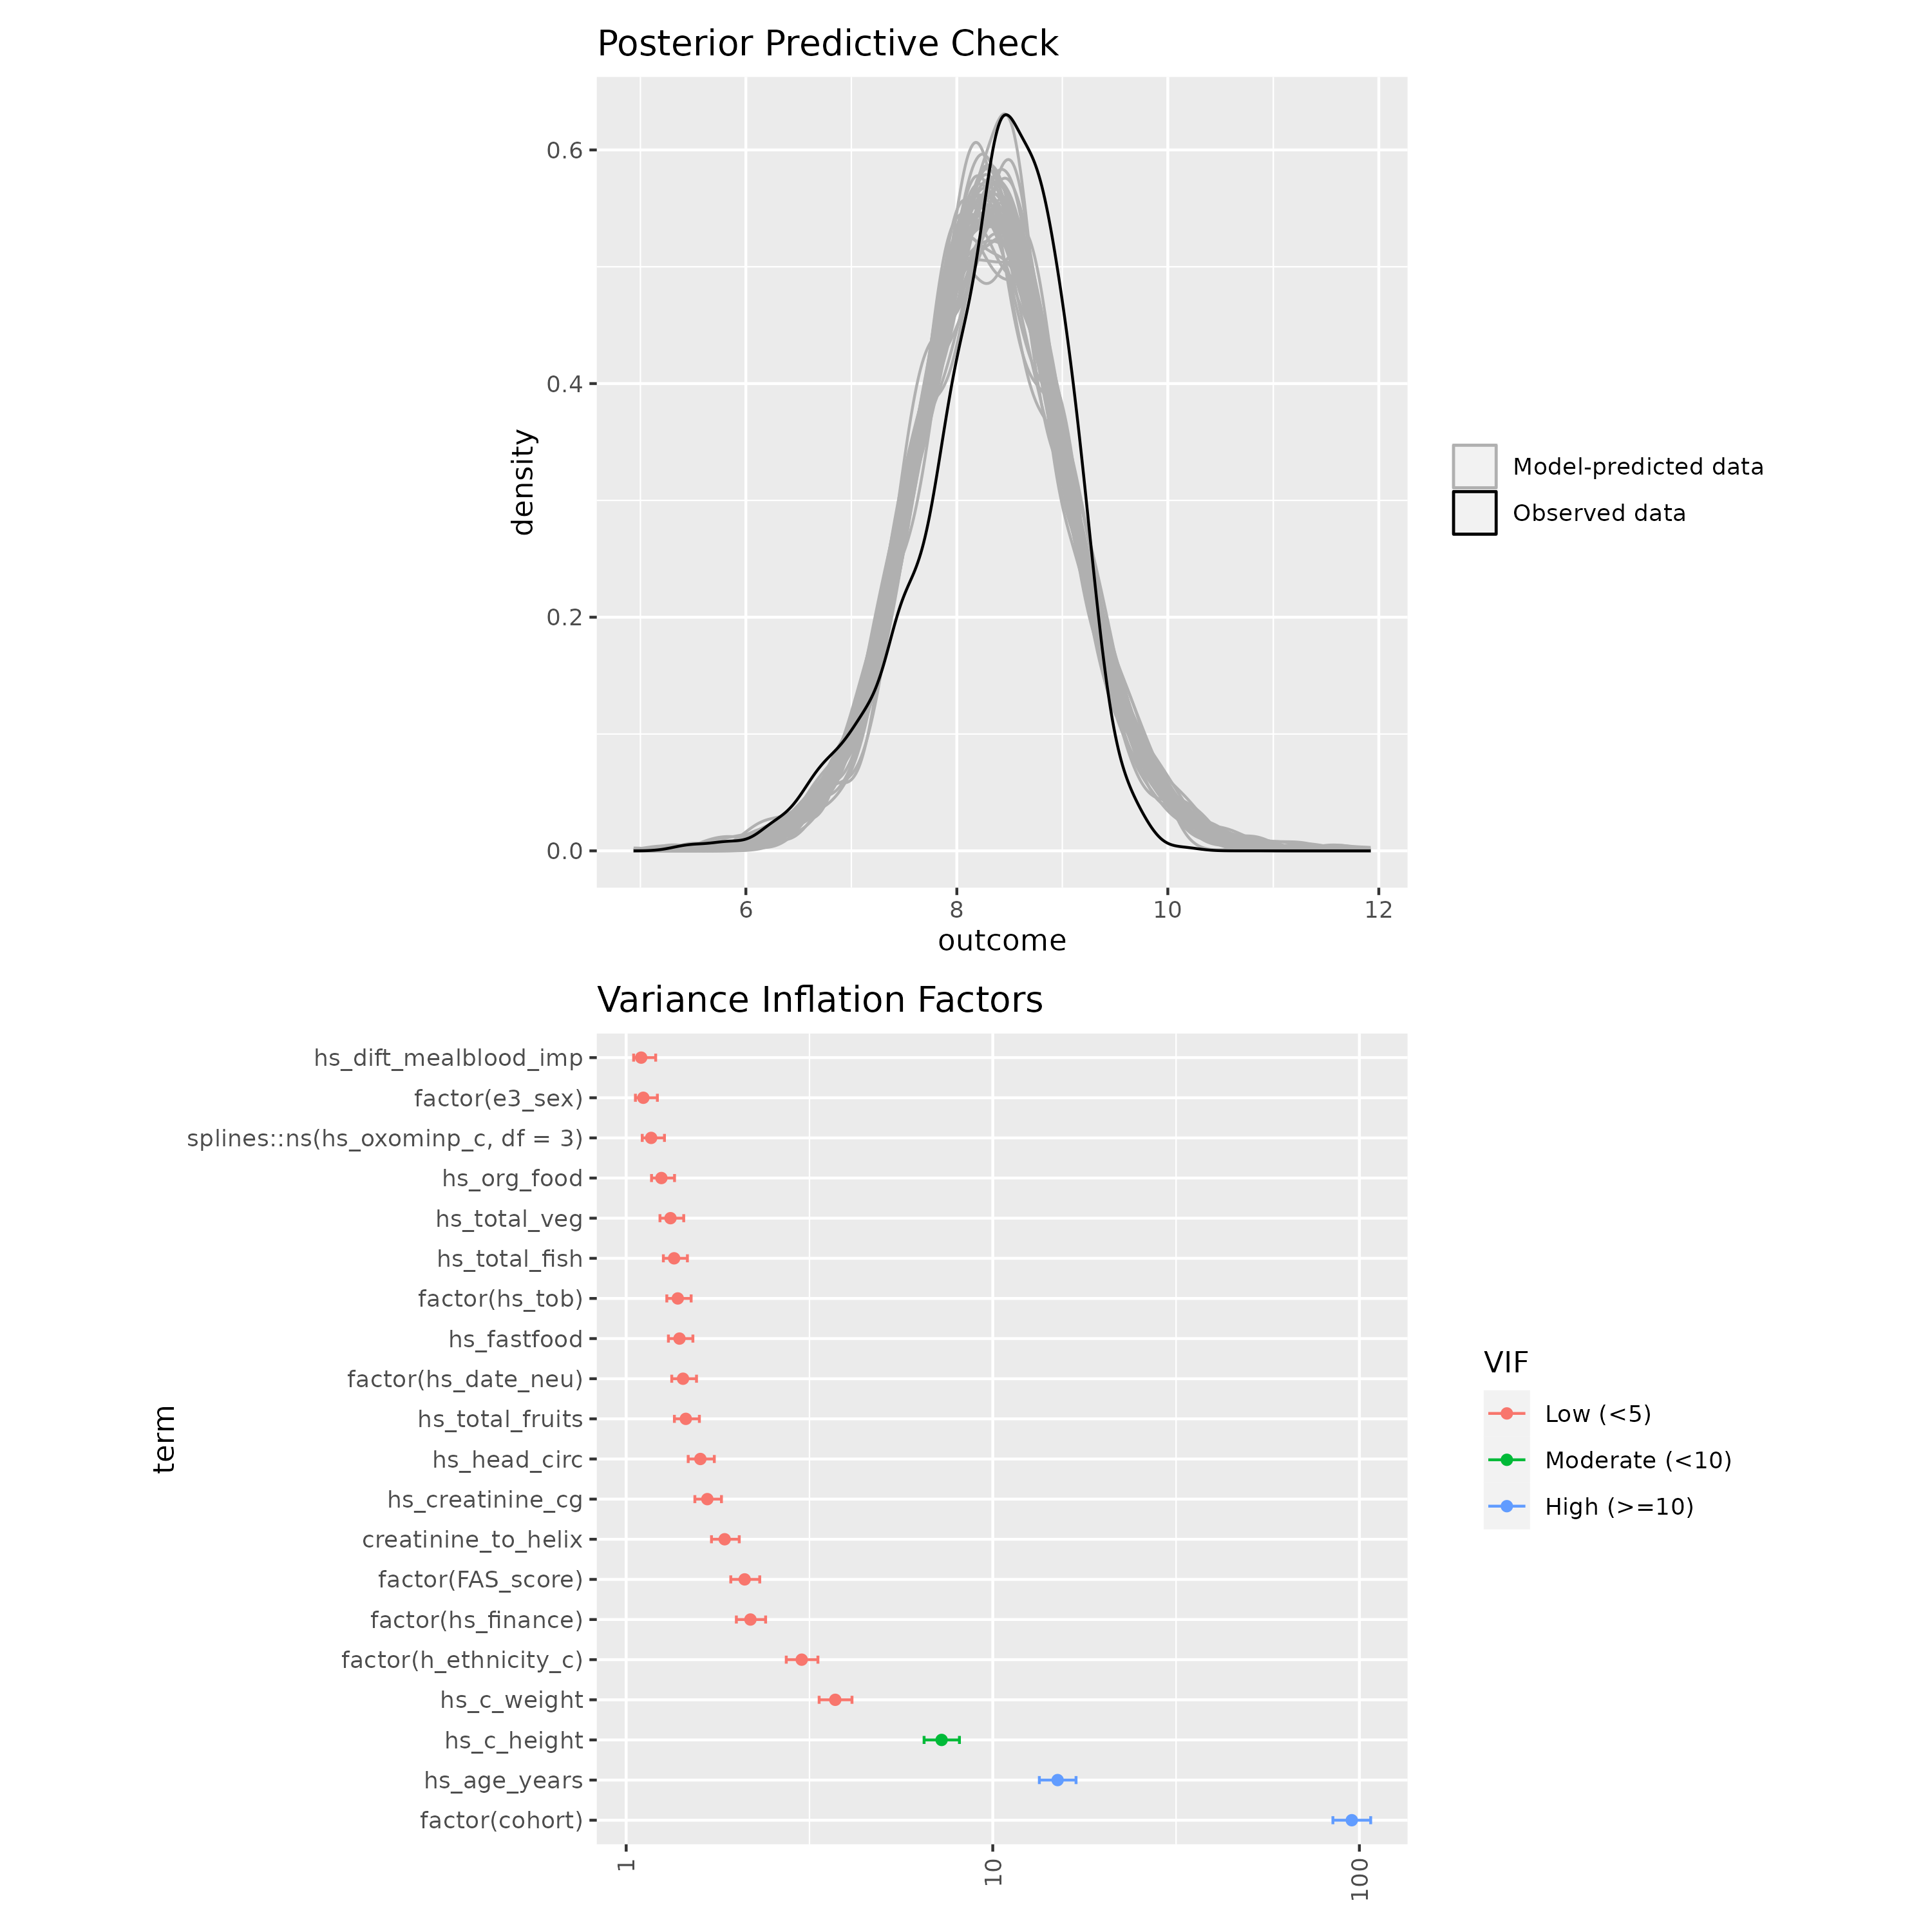 Posterior Predictive Check
density
0.6
0.4
0.2
0.0
6
8
10
12
outcome
Model-predicted data
Observed data
Variance Inflation Factors
term
hs_dift_mealblood_imp
factor(e3_sex)
splines::ns(hs_oxominp_c, df = 3)
hs_org_food
hs_total_veg
hs_total_fish
factor(hs_tob)
hs_fastfood
factor(hs_date_neu)
hs_total_fruits
hs_head_circ
hs_creatinine_cg
creatinine_to_helix
factor(FAS_score)
factor(hs_finance)
factor(h_ethnicity_c)
hs_c_weight
hs_c_height
hs_age_years
factor(cohort)
1
10
100
VIF
Low (<5)
Moderate (<10)
High (>=10)